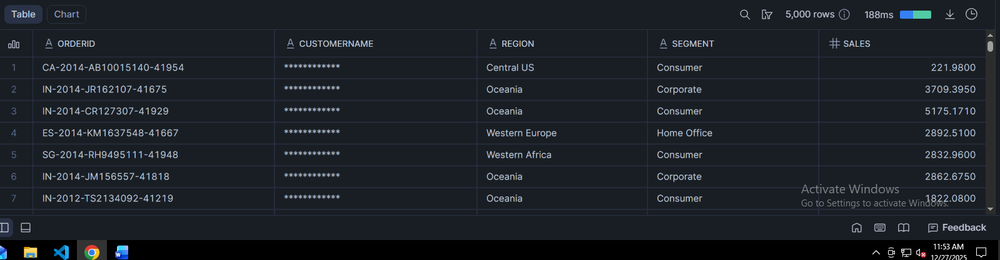 Table Chart 5,000 rows 188ms
ORDERID CUSTOMERNAME REGION SEGMENT SALES
1 CA-2014-AB10015140-41954 ************ Central US Consumer 221.9800
2 IN-2014-JR162107-41675 ************ Oceania Corporate 3709.3950
3 IN-2014-CR127307-41929 ************ Oceania Consumer 5175.1710
4 ES-2014-KM1637548-41667 ************ Western Europe Home Office 2892.5100
5 SG-2014-RH9495111-41948 ************ Western Africa Consumer 2832.9600
6 IN-2014-JM156557-41818 ************ Oceania Corporate 2862.6750
7 IN-2012-TS2134092-41219 ************ Oceania Consumer 1822.0800
Activate Windows
Go to Settings to activate Windows.
Feedback
11:53 AM
12/27/2025